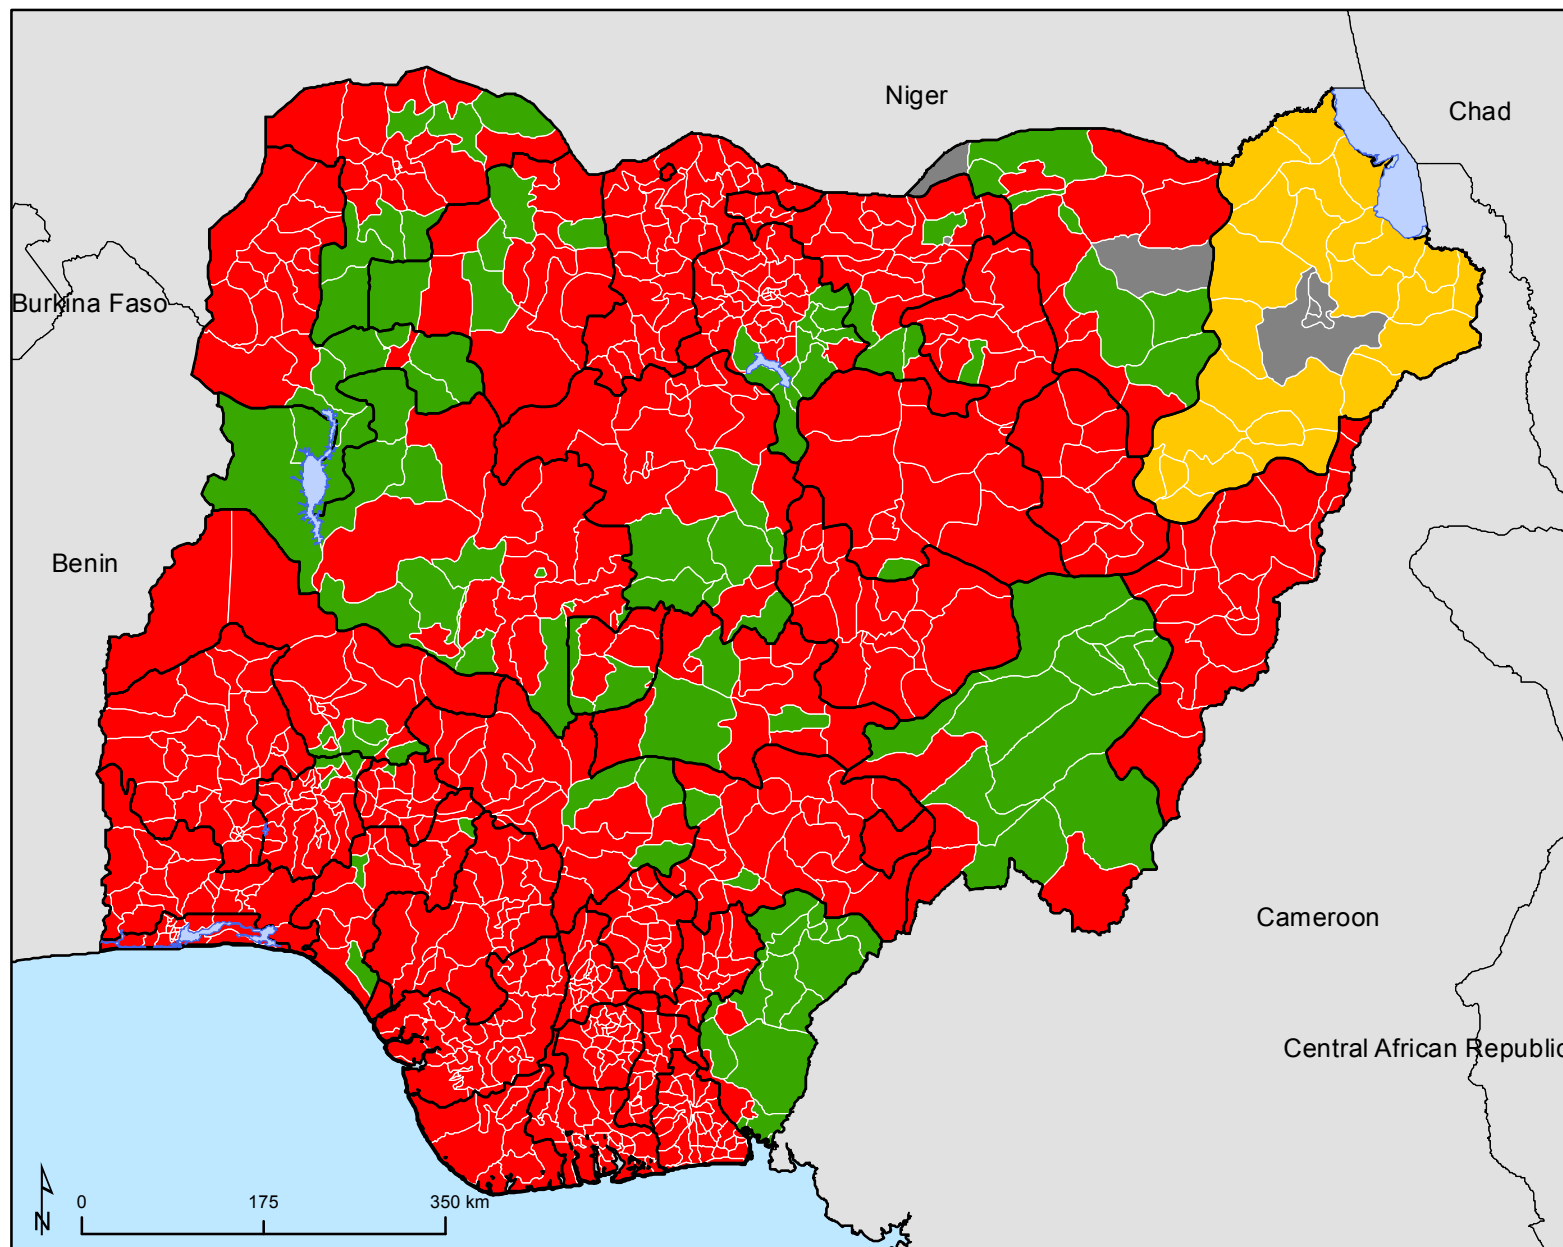 Niger
Chad
Burkina Faso
Benin
Cameroon
Central African Republic
0 175 350 km
N